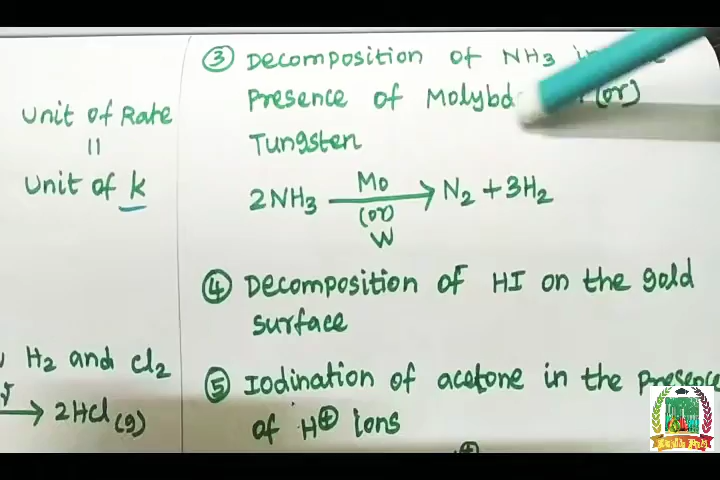 Unit of Rate
=
Unit of k
H2 and Cl2
→ 2HCl(g)
③ Decomposition of NH3
Presence of (or)
Tungsten
2NH3 Mo (or) W → N2 + 3H2
④ Decomposition of HI on the gold
surface
⑤ Iodination of acetone in the presence
of H⊕ ions